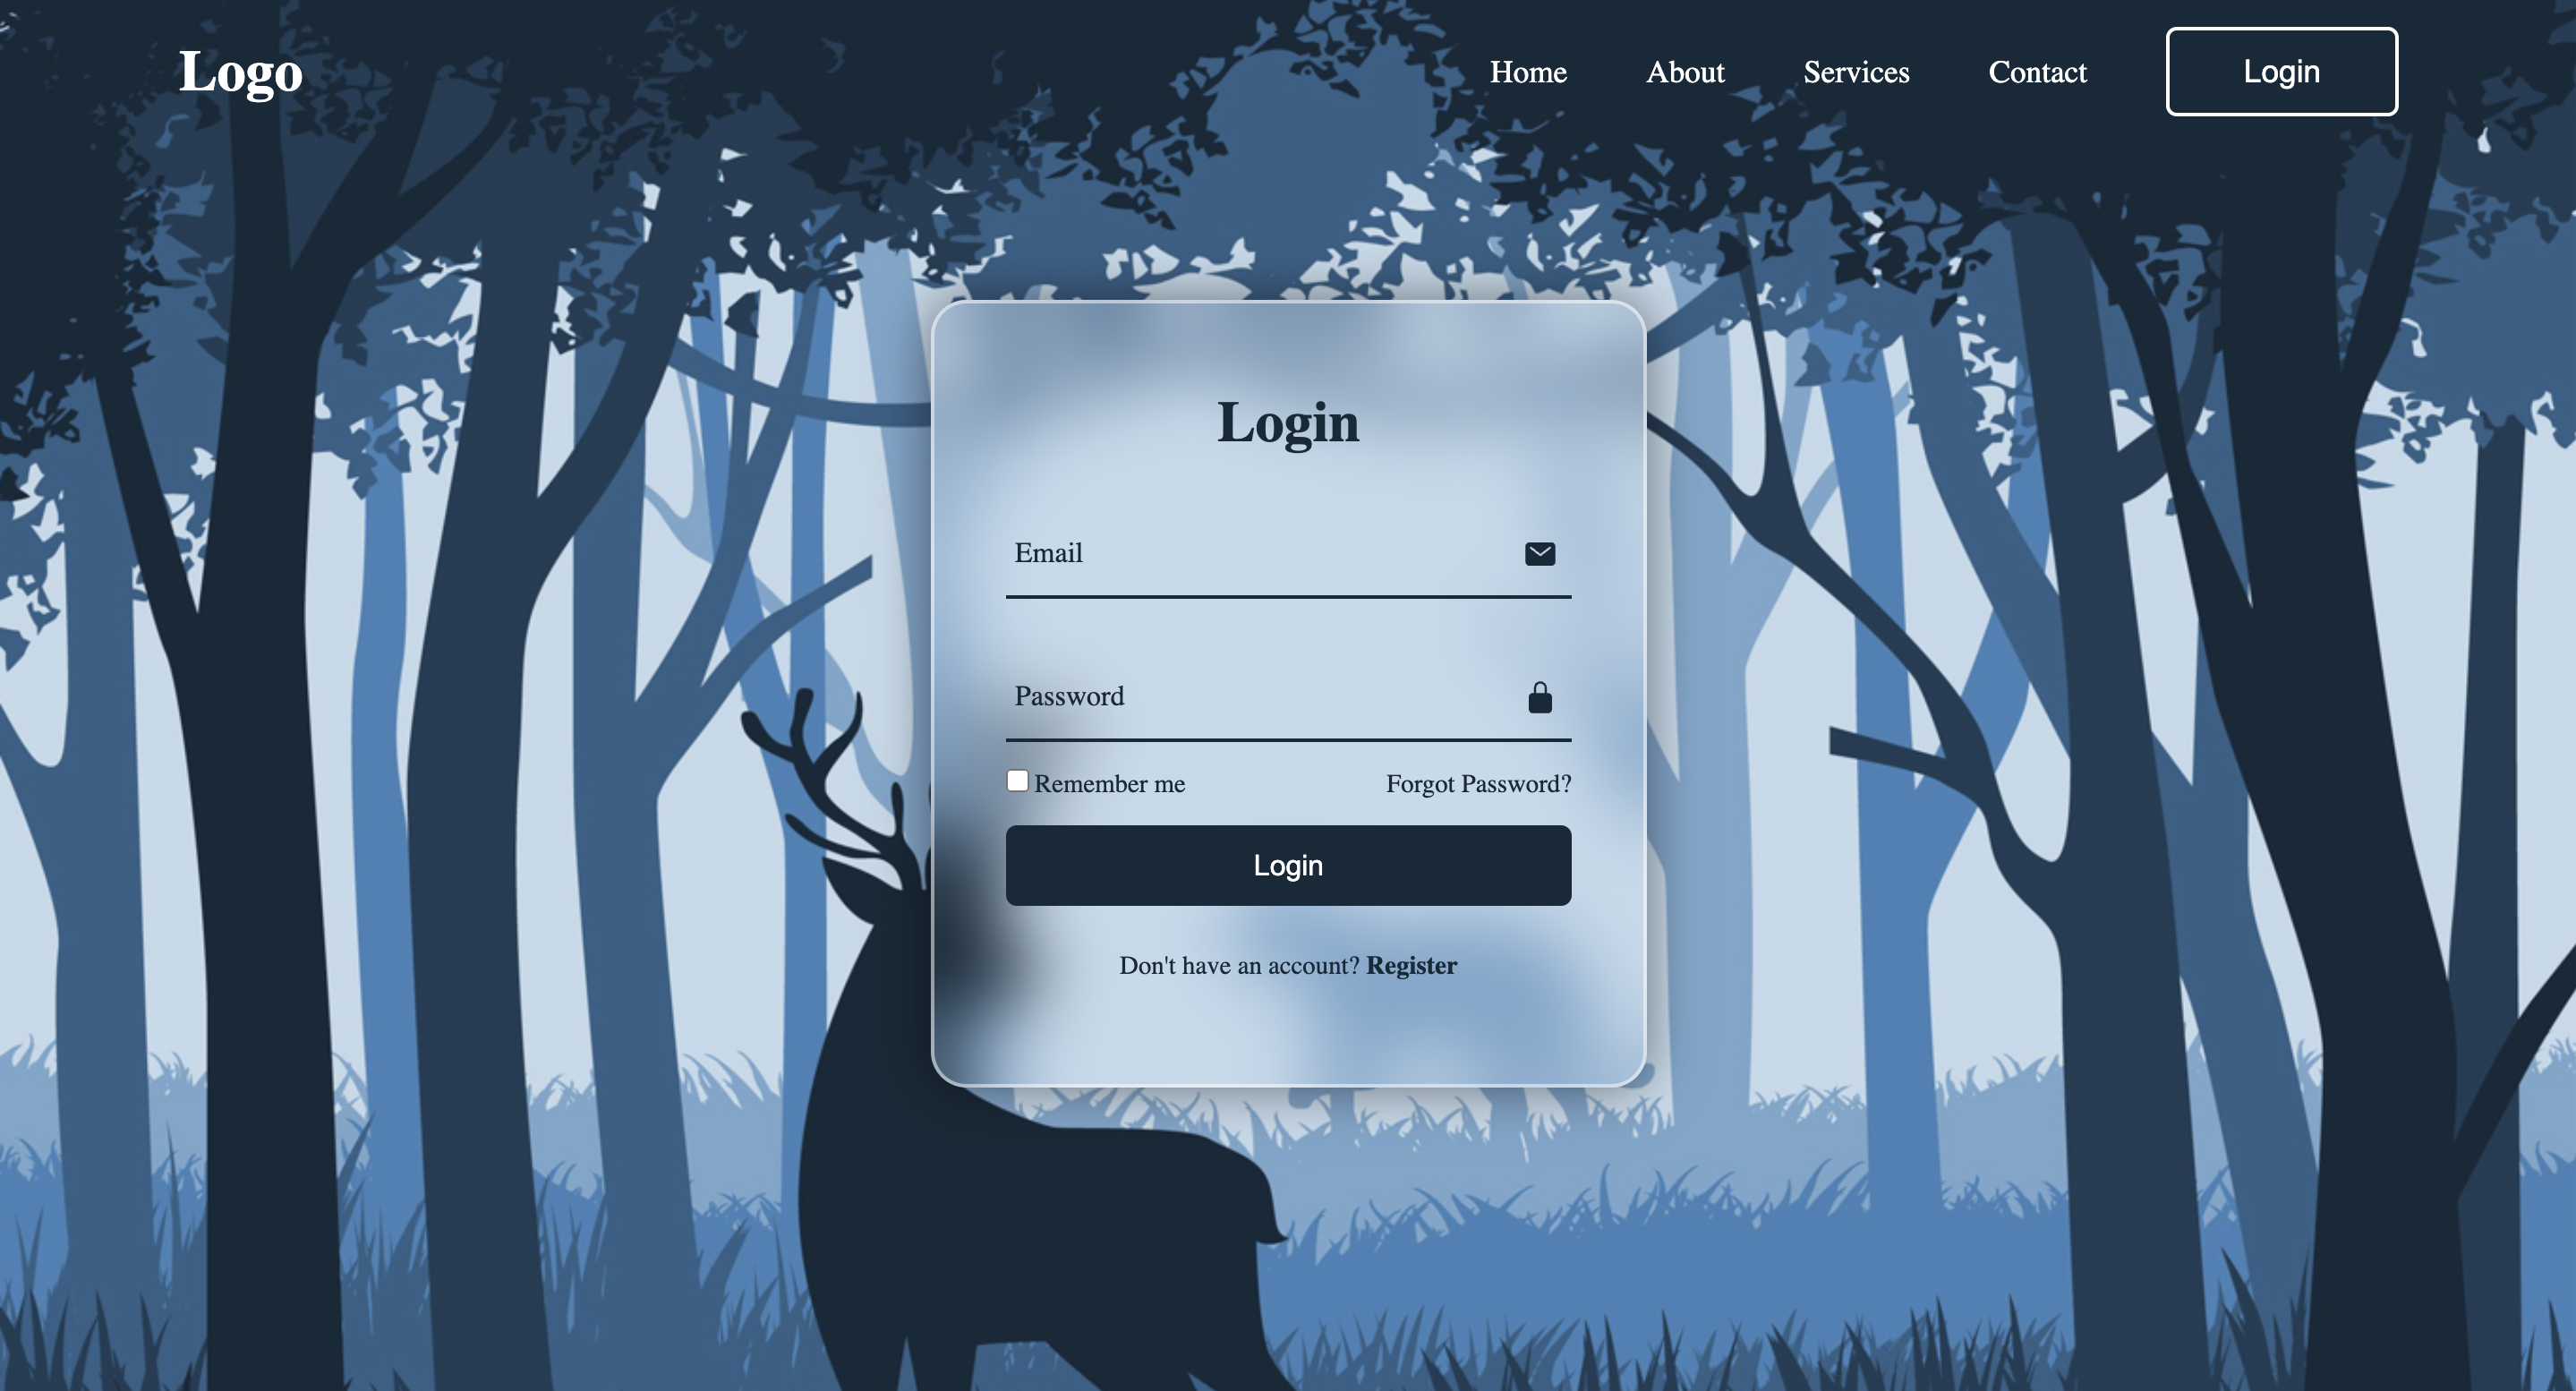 Logo Home About Services Contact Login
Login
Email
Password
Remember me Forgot Password?
Login
Don't have an account? Register